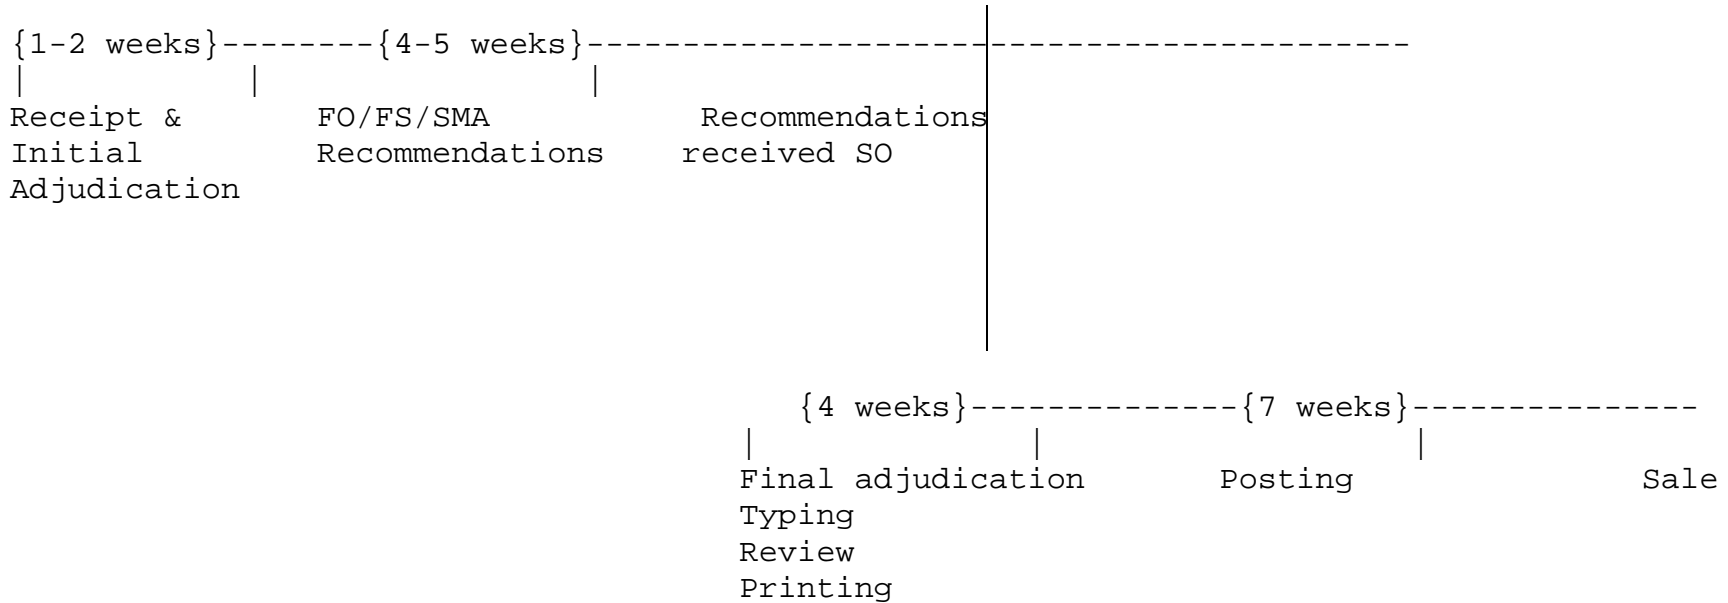 {1-2 weeks}--------{4-5 weeks}-------------------------------------------
| | |
Receipt & FO/FS/SMA Recommendations
Initial Recommendations received SO
Adjudication
{4 weeks}--------------{7 weeks}---------------
| | |
Final adjudication Posting Sale
Typing
Review
Printing